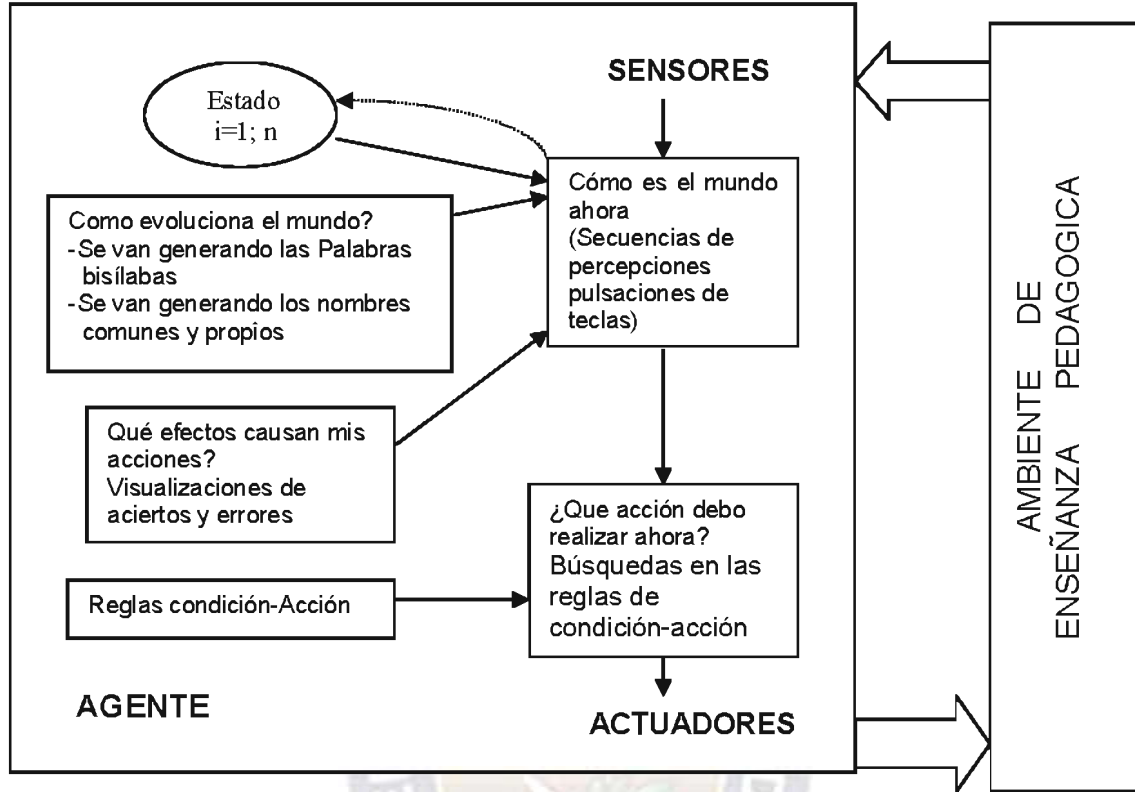 SENSORES
Estado
i=1; n
Cómo es el mundo
ahora
(Secuencias de
percepciones
pulsaciones de
teclas)
Como evoluciona el mundo?
-Se van generando las Palabras
bisílabas
-Se van generando los nombres
comunes y propios
Qué efectos causan mis
acciones?
Visualizaciones de
aciertos y errores
¿Que acción debo
realizar ahora?
Búsquedas en las
reglas de
condición-acción
Reglas condición-Acción
AGENTE
ACTUADORES
AMBIENTE DE
ENSEÑANZA PEDAGOGICA